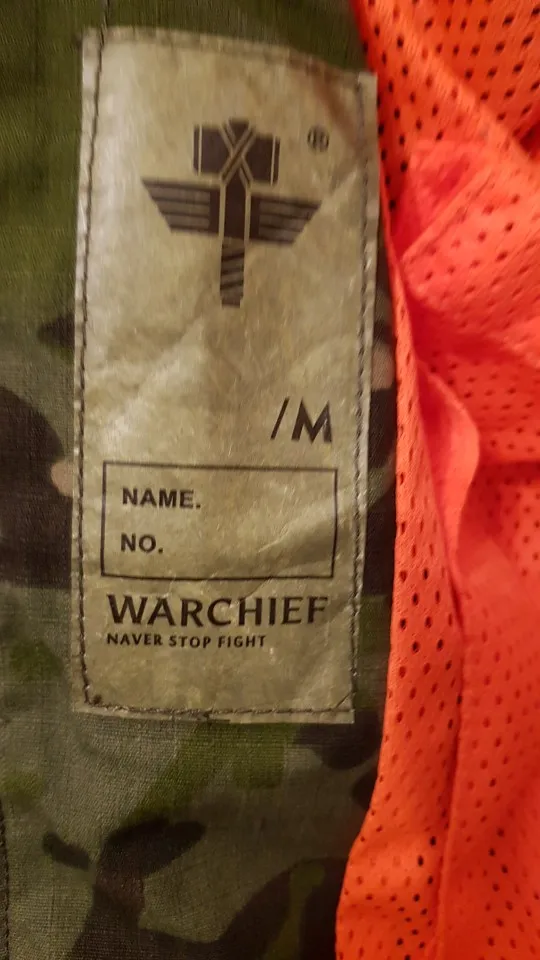 ®
/M
NAME.
NO.
WARCHIEF
NAVER STOP FIGHT